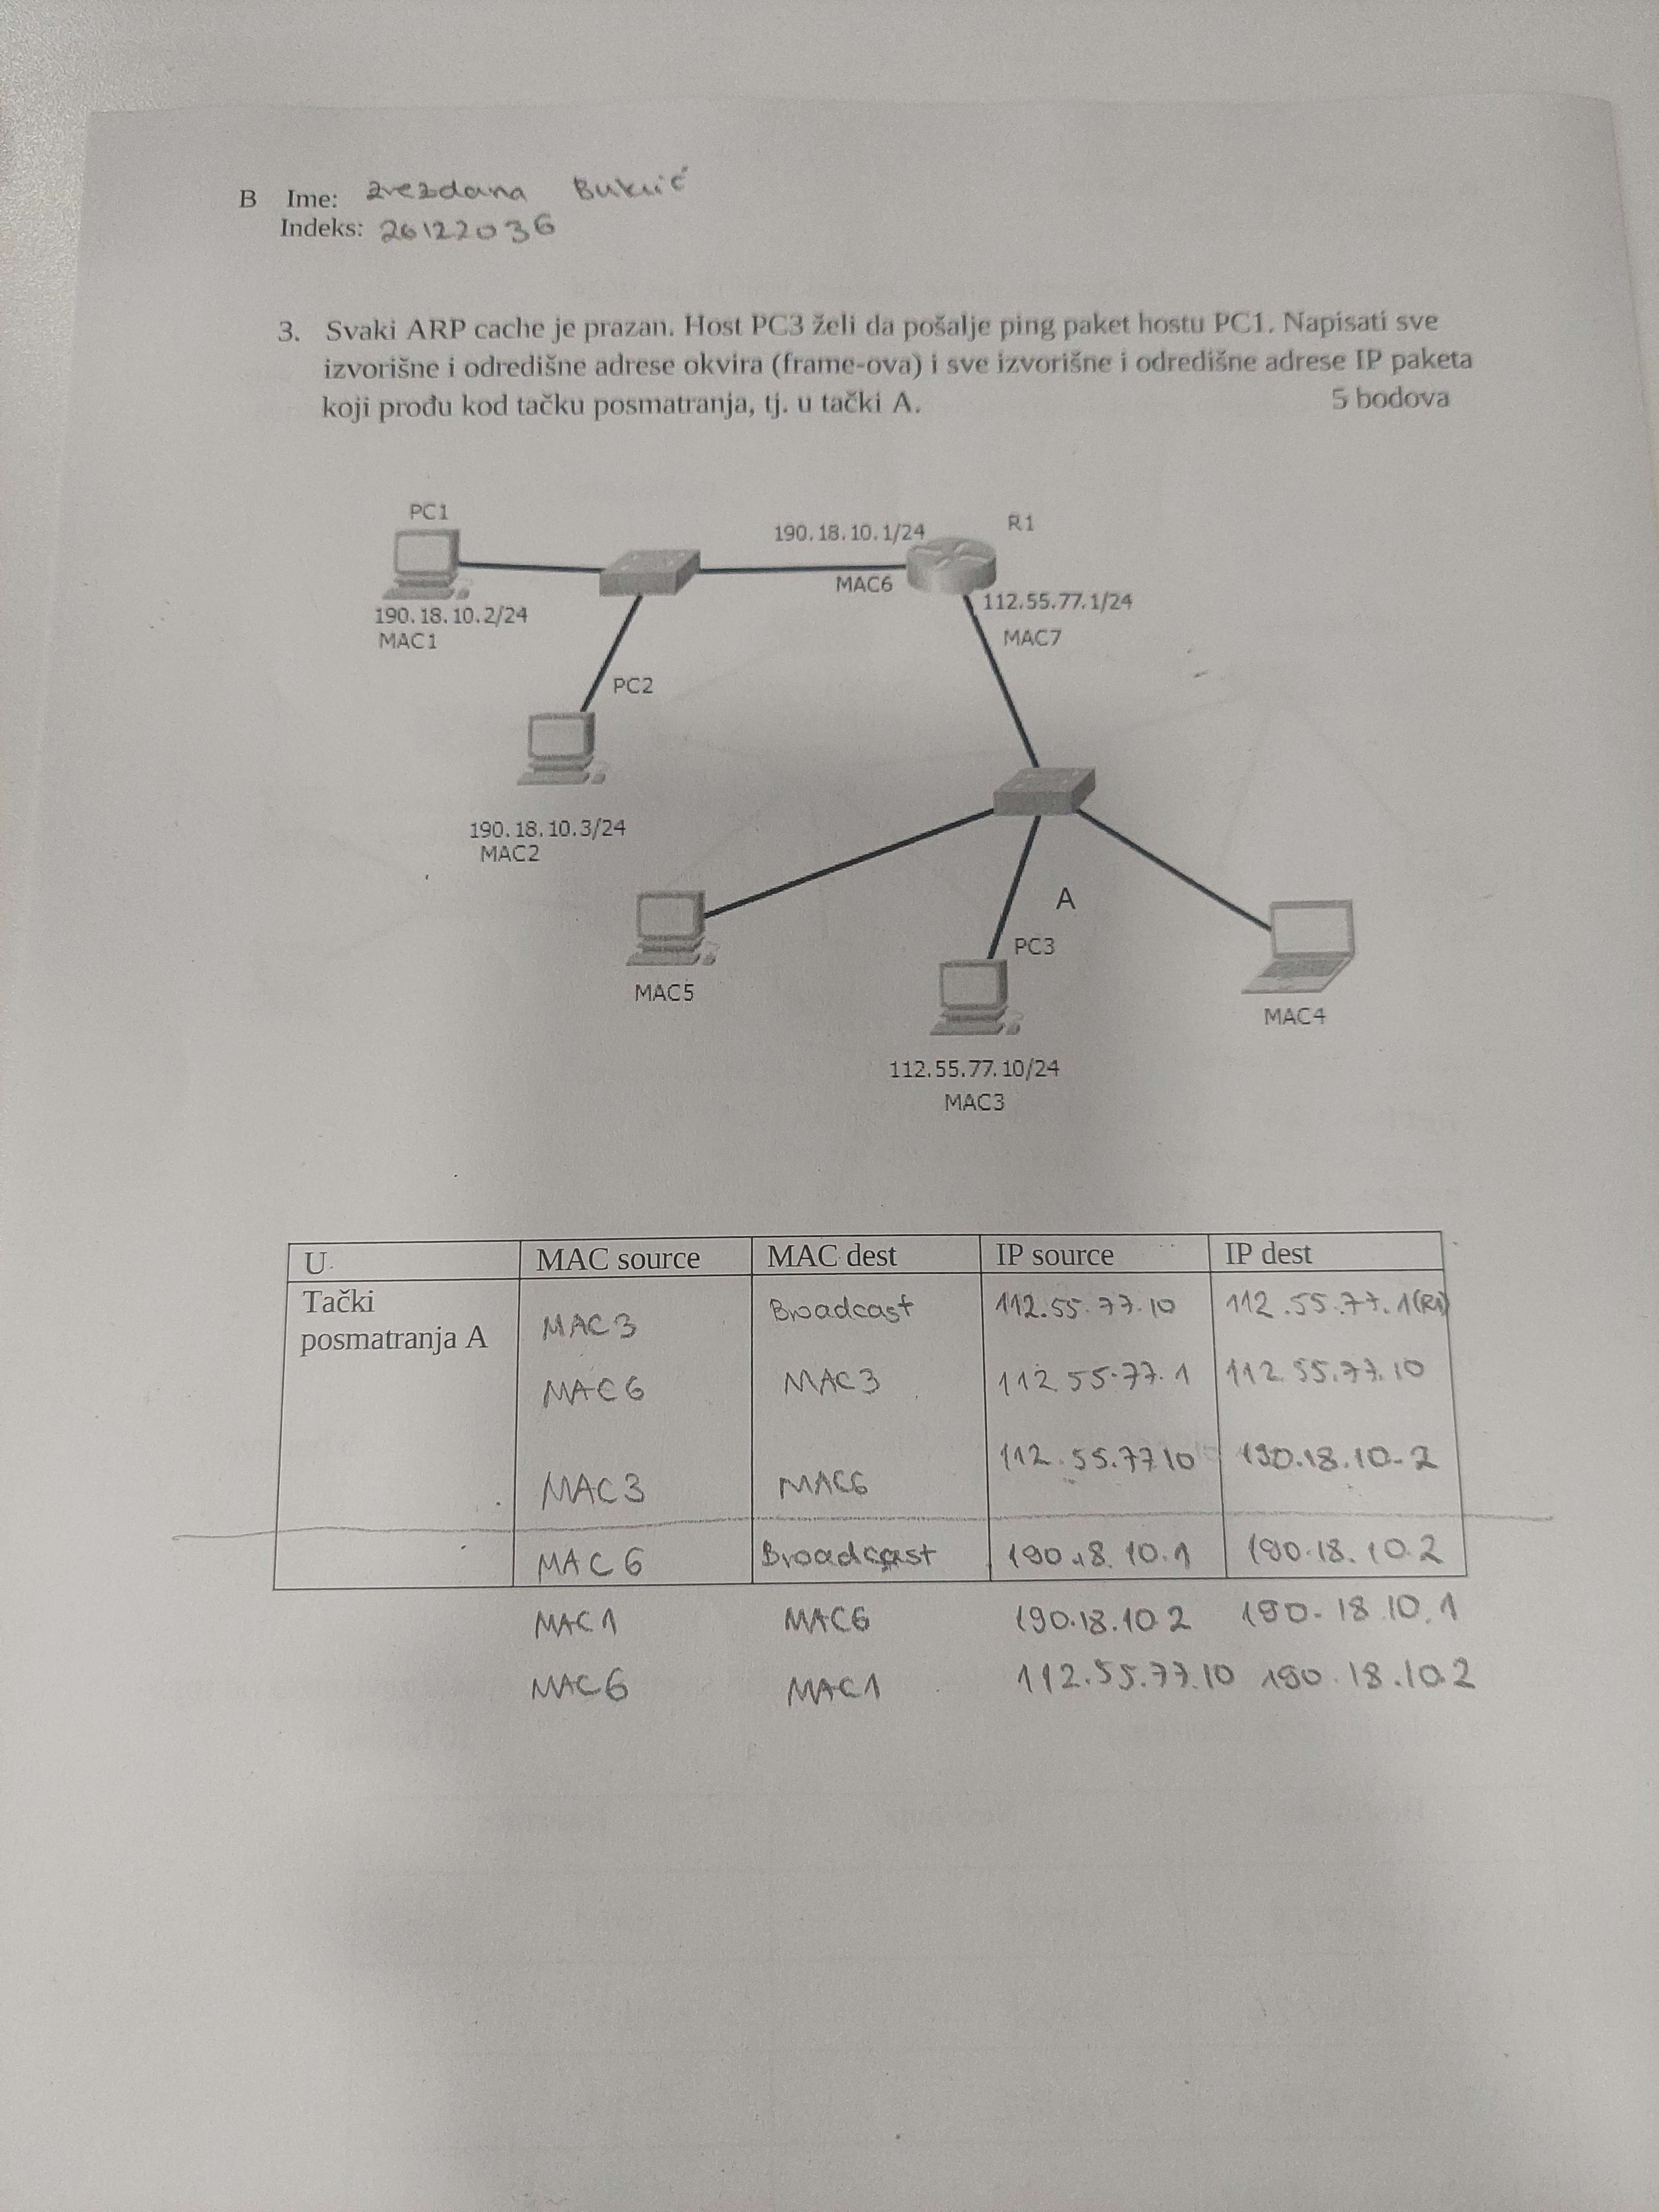 B Ime: Zvezdana
Indeks: 26122036
3. Svaki ARP cache je prazan. Host PC3 želi da pošalje ping paket hostu PC1. Napisati sve
izvorišne i odredišne adrese okvira (frame-ova) i sve izvorišne i odredišne adrese IP paketa
koji prođu kod tačku posmatranja, tj. u tački A. 5 bodova
PC1
190.18.10.1/24
R1
MAC6
190.18.10.2/24
MAC1
112.55.77.1/24
MAC7
PC2
190.18.10.3/24
MAC2
A
PC3
MAC5
MAC4
112.55.77.10/24
MAC3
U MAC source MAC dest IP source IP dest
Tački
posmatranja A
MAC3 Broadcast 112.55.77.10 112.55.77.1(R1)
MAC6 MAC3 112.55.77.1 112.55.77.10
MAC3 MAC6 112.55.7710 190.18.10.2
MAC6 Broadcast 190.18.10.1 190.18.10.2
MAC1 MAC6 190.18.10.2 190.18.10.1
MAC6 MAC1 112.55.77.10 190.18.10.2